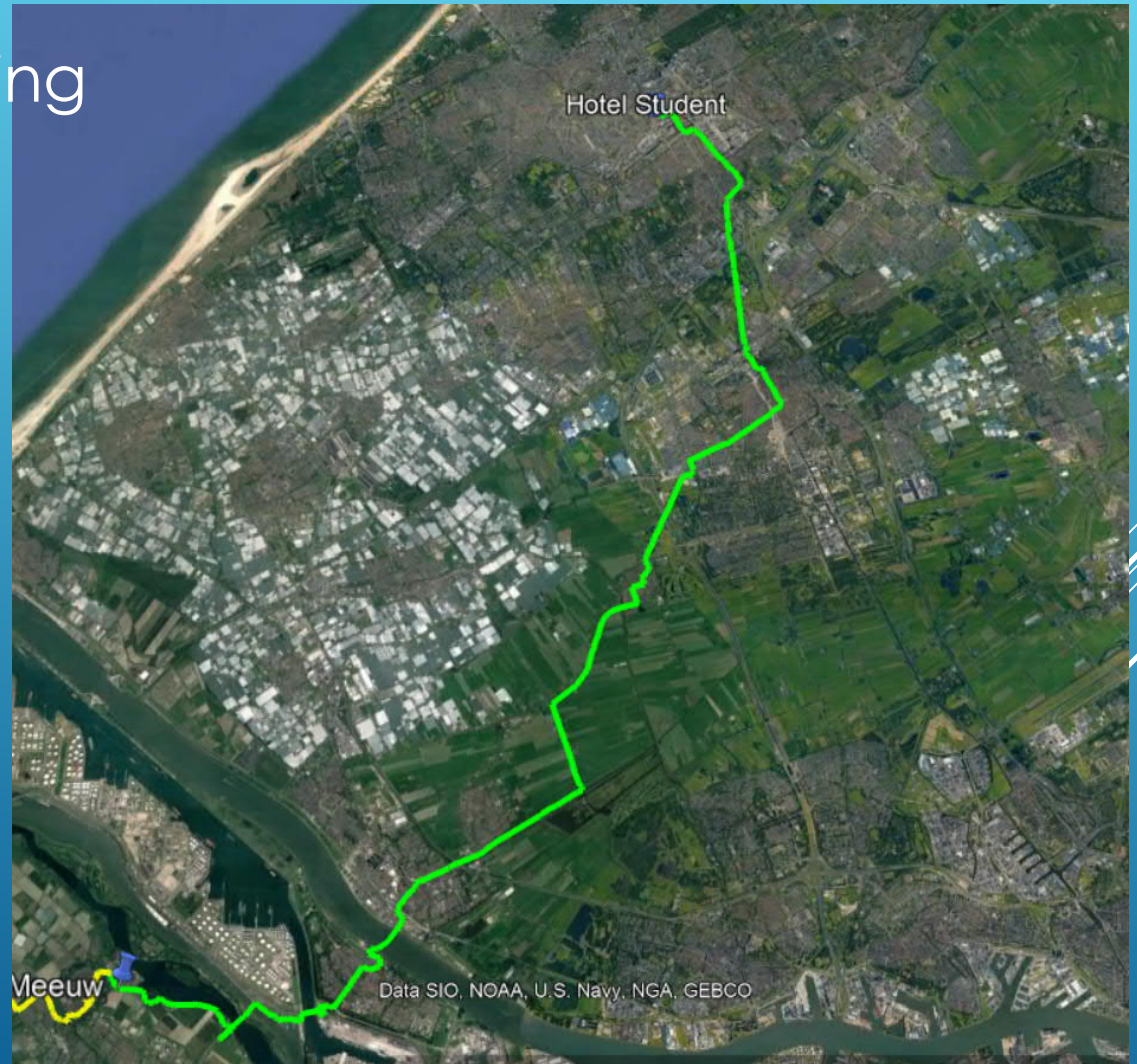 ng
Hotel Student
Meeuw
Data SIO, NOAA, U.S. Navy, NGA, GEBCO